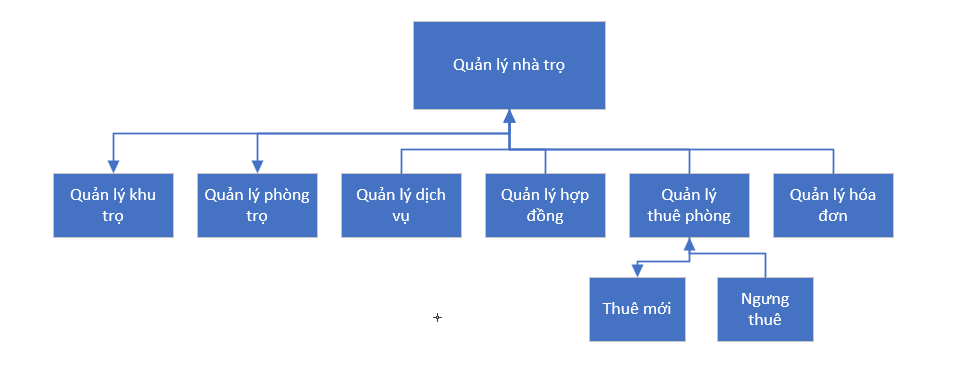 Quản lý nhà trọ
Quản lý khu
trọ
Quản lý phòng
trọ
Quản lý dịch
vụ
Quản lý hợp
đồng
Quản lý
thuê phòng
Quản lý hóa
đơn
Thuê mới
Ngưng
thuê